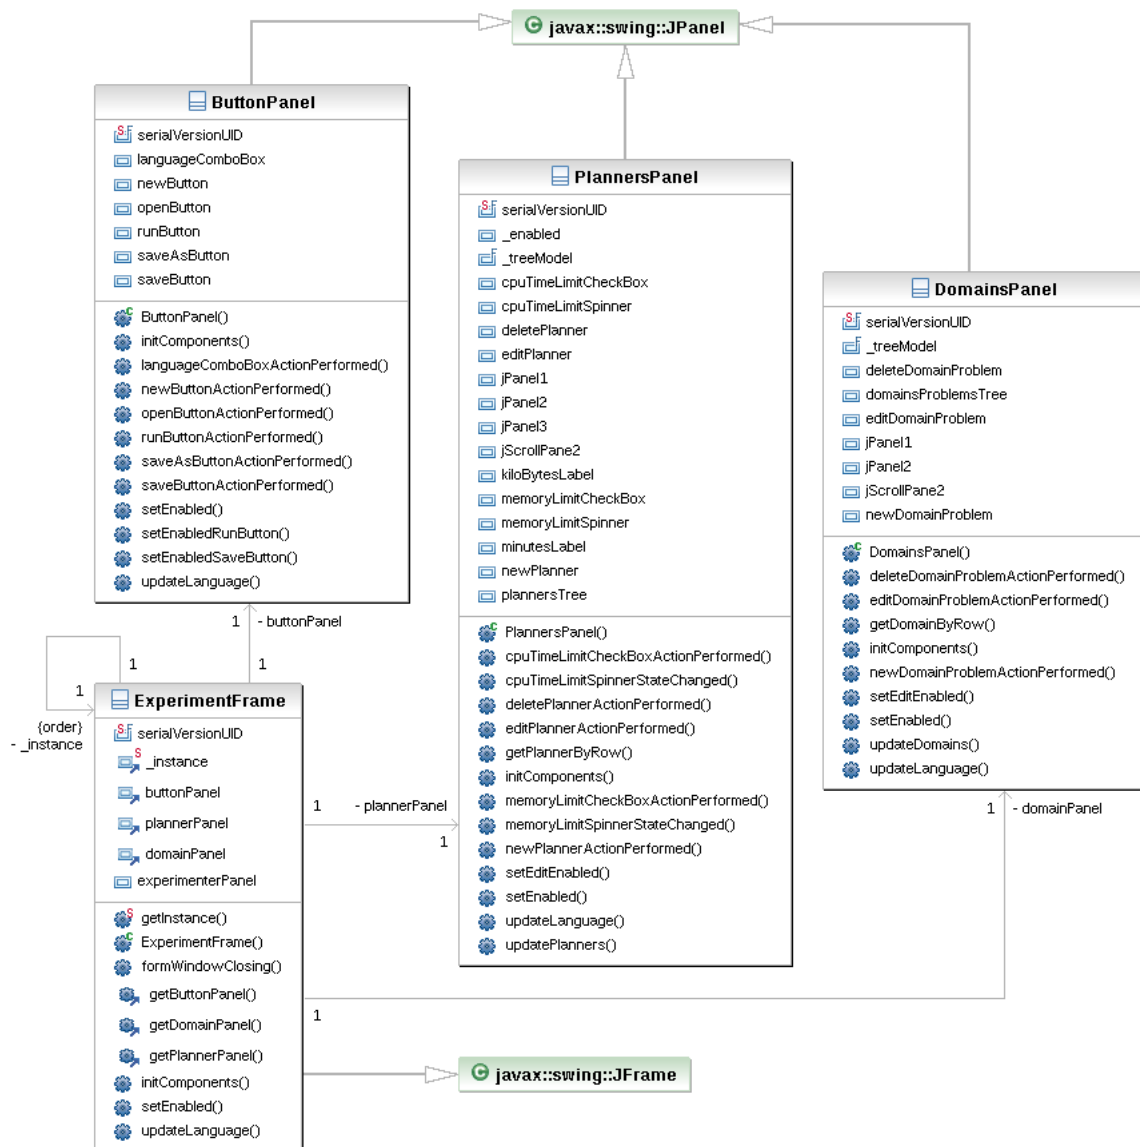 javax::swing::JPanel
ButtonPanel
serialVersionUID
languageComboBox
newButton
openButton
runButton
saveAsButton
saveButton
ButtonPanel()
initComponents()
languageComboBoxActionPerformed()
newButtonActionPerformed()
openButtonActionPerformed()
runButtonActionPerformed()
saveAsButtonActionPerformed()
saveButtonActionPerformed()
setEnabled()
setEnabledRunButton()
setEnabledSaveButton()
updateLanguage()
PlannersPanel
serialVersionUID
_enabled
_treeModel
cpuTimeLimitCheckBox
cpuTimeLimitSpinner
deletePlanner
editPlanner
jPanel1
jPanel2
jPanel3
jScrollPane2
kiloBytesLabel
memoryLimitCheckBox
memoryLimitSpinner
minutesLabel
newPlanner
plannersTree
PlannersPanel()
cpuTimeLimitCheckBoxActionPerformed()
cpuTimeLimitSpinnerStateChanged()
deletePlannerActionPerformed()
editPlannerActionPerformed()
getPlannerByRow()
initComponents()
memoryLimitCheckBoxActionPerformed()
memoryLimitSpinnerStateChanged()
newPlannerActionPerformed()
setEditEnabled()
setEnabled()
updateLanguage()
updatePlanners()
DomainsPanel
serialVersionUID
_treeModel
deleteDomainProblem
domainsProblemsTree
editDomainProblem
jPanel1
jPanel2
jScrollPane2
newDomainProblem
DomainsPanel()
deleteDomainProblemActionPerformed()
editDomainProblemActionPerformed()
getDomainByRow()
initComponents()
newDomainProblemActionPerformed()
setEditEnabled()
setEnabled()
updateDomains()
updateLanguage()
1 - buttonPanel
1
1
1
{order}
- _instance
ExperimentFrame
serialVersionUID
_instance
buttonPanel
plannerPanel
domainPanel
experimenterPanel
getInstance()
ExperimentFrame()
formWindowClosing()
getButtonPanel()
getDomainPanel()
getPlannerPanel()
initComponents()
setEnabled()
updateLanguage()
1 - plannerPanel
1
1 - domainPanel
1
javax::swing::JFrame